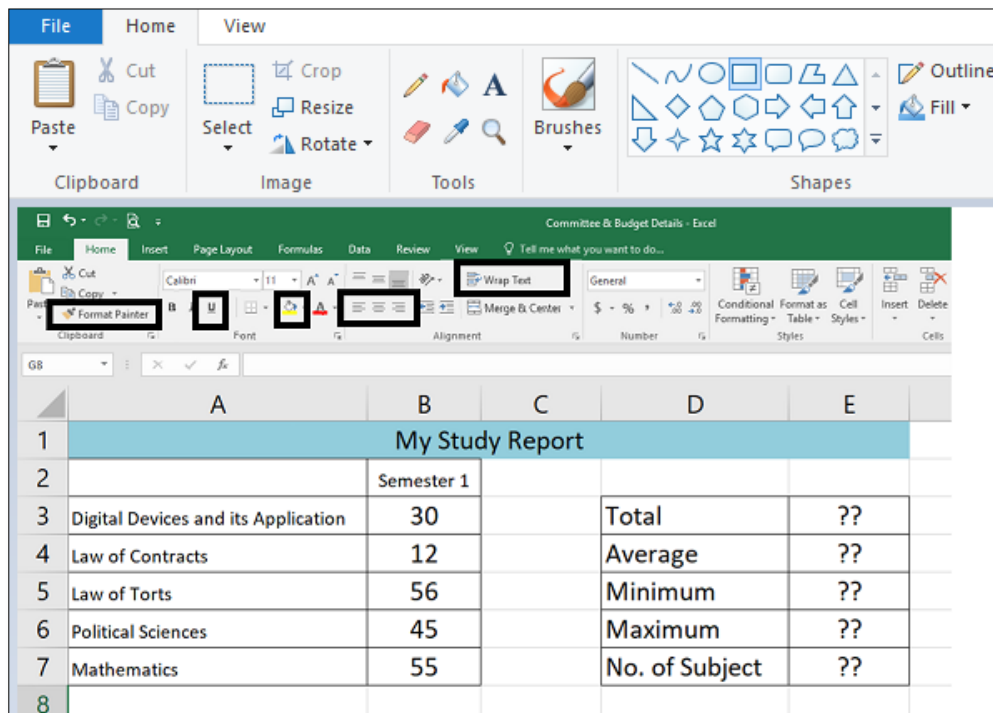 File Home View
Cut
Copy
Paste
Clipboard
Select
Crop
Resize
Rotate
Image
A
Tools
Brushes
Outline
Fill
Shapes
Committee & Budget Details - Excel
File Home Insert Page Layout Formulas Data Review View Tell me what you want to do...
Cut
Copy
Format Painter
Clipboard
Calibri 11 A A
B U A
Font
Wrap Text
Merge & Center
Alignment
General
$ % ,
Number
Conditional Formatting
Format as Table
Cell Styles
Styles
Insert Delete
Cells
G8 fx
A B C D E
1 My Study Report
2 Semester 1
3 Digital Devices and its Application 30 Total ??
4 Law of Contracts 12 Average ??
5 Law of Torts 56 Minimum ??
6 Political Sciences 45 Maximum ??
7 Mathematics 55 No. of Subject ??
8